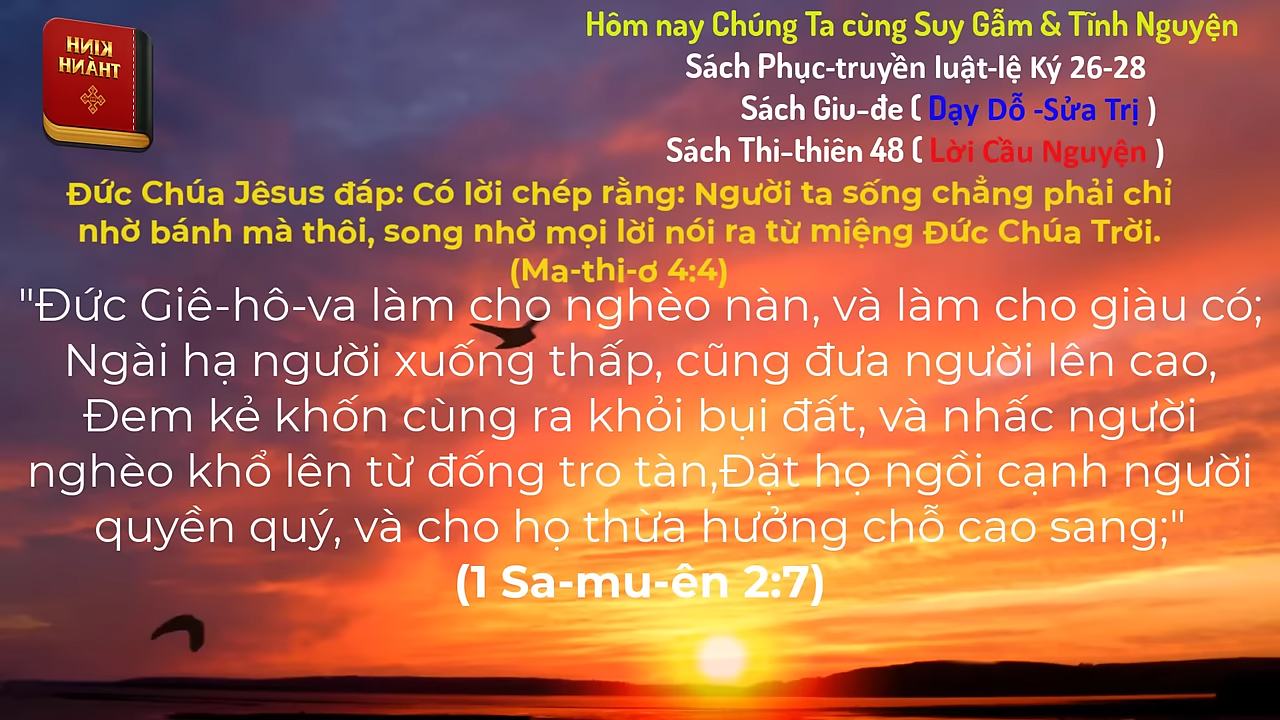 KINH
THÁNH
Hôm nay Chúng Ta cùng Suy Gẫm & Tĩnh Nguyện
Sách Phục-truyền luật-lệ Ký 26-28
Sách Giu-đe ( Dạy Dỗ -Sửa Trị )
Sách Thi-thiên 48 ( Lời Cầu Nguyện )
Đức Chúa Jêsus đáp: Có lời chép rằng: Người ta sống chẳng phải chỉ
nhờ bánh mà thôi, song nhờ mọi lời nói ra từ miệng Đức Chúa Trời.
(Ma-thi-ơ 4:4)
"Đức Giê-hô-va làm cho nghèo nàn, và làm cho giàu có;
Ngài hạ người xuống thấp, cũng đưa người lên cao,
Đem kẻ khốn cùng ra khỏi bụi đất, và nhấc người
nghèo khổ lên từ đống tro tàn,Đặt họ ngồi cạnh người
quyền quý, và cho họ thừa hưởng chỗ cao sang;"
(1 Sa-mu-ên 2:7)